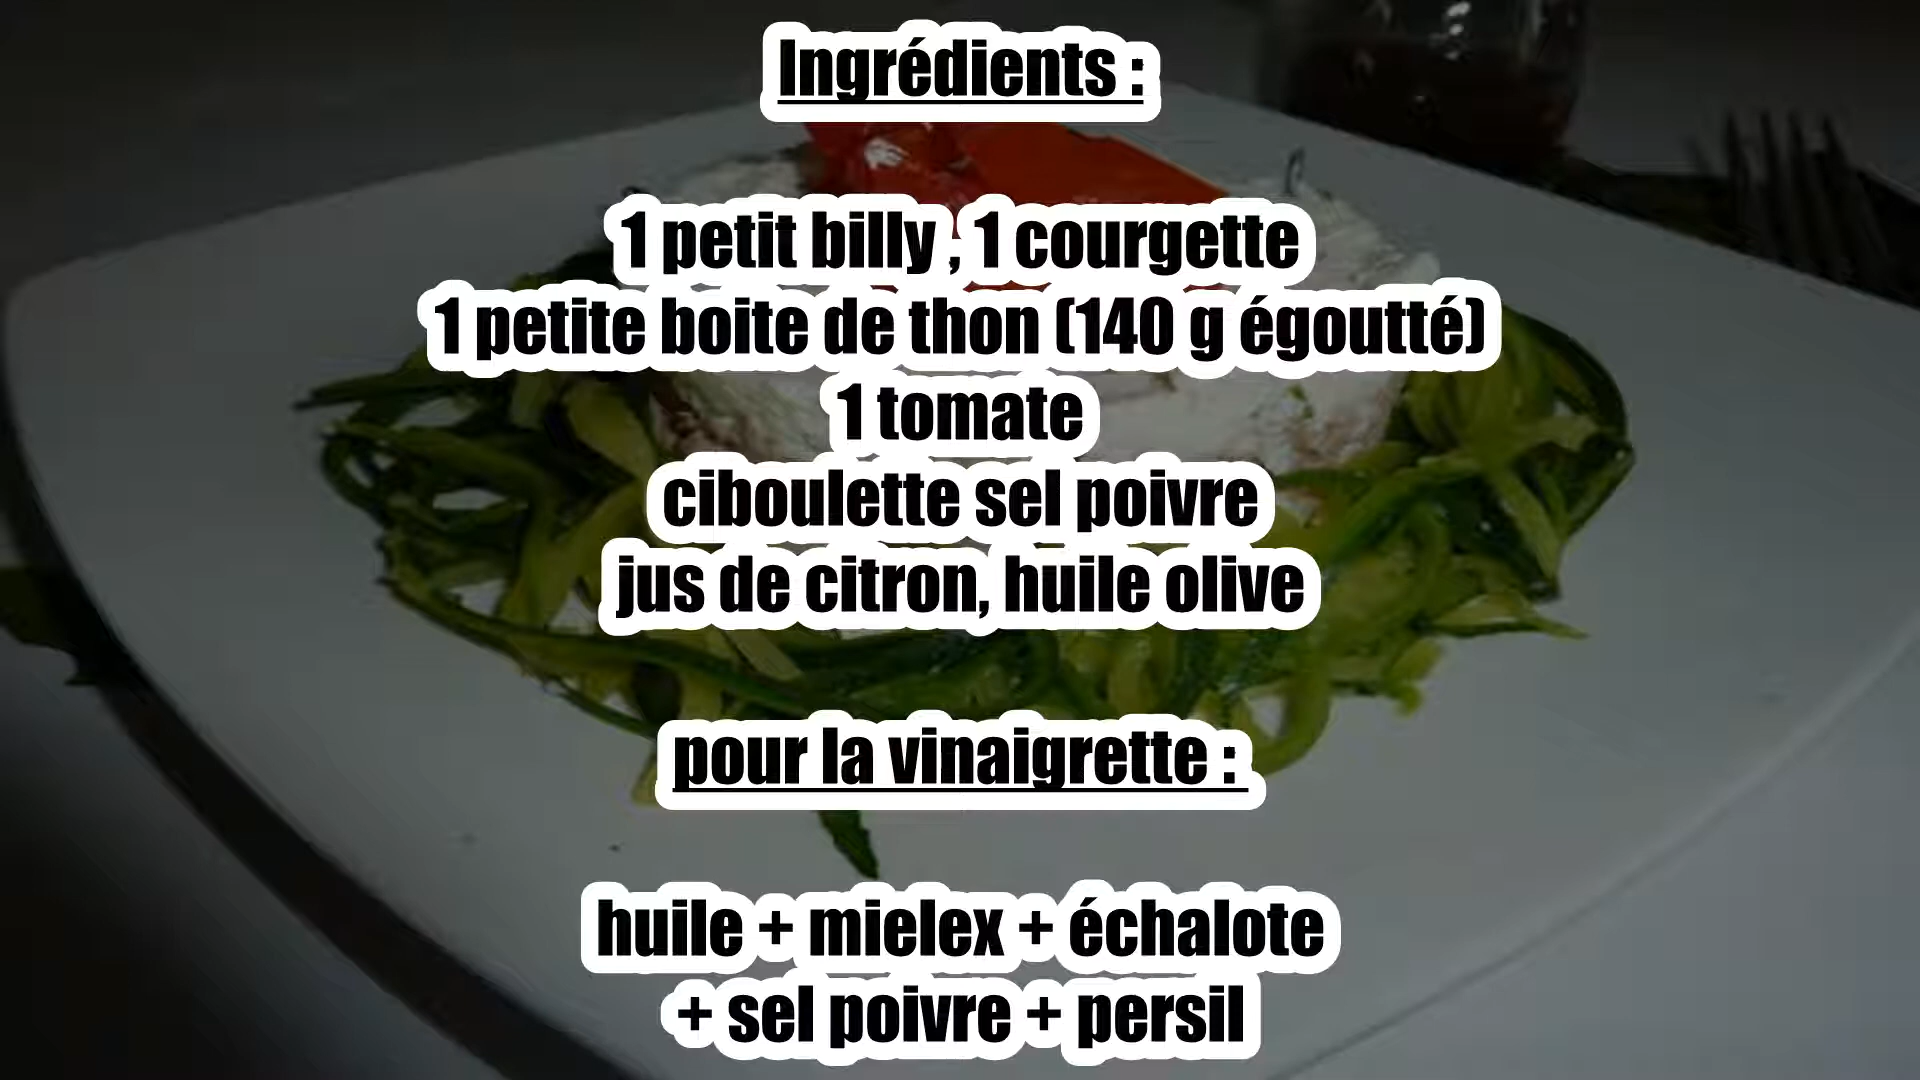 Ingrédients :
1 petit billy , 1 courgette
1 petite boite de thon (140 g égoutté)
1 tomate
ciboulette sel poivre
jus de citron, huile olive
pour la vinaigrette :
huile + mielex + échalote
+ sel poivre + persil